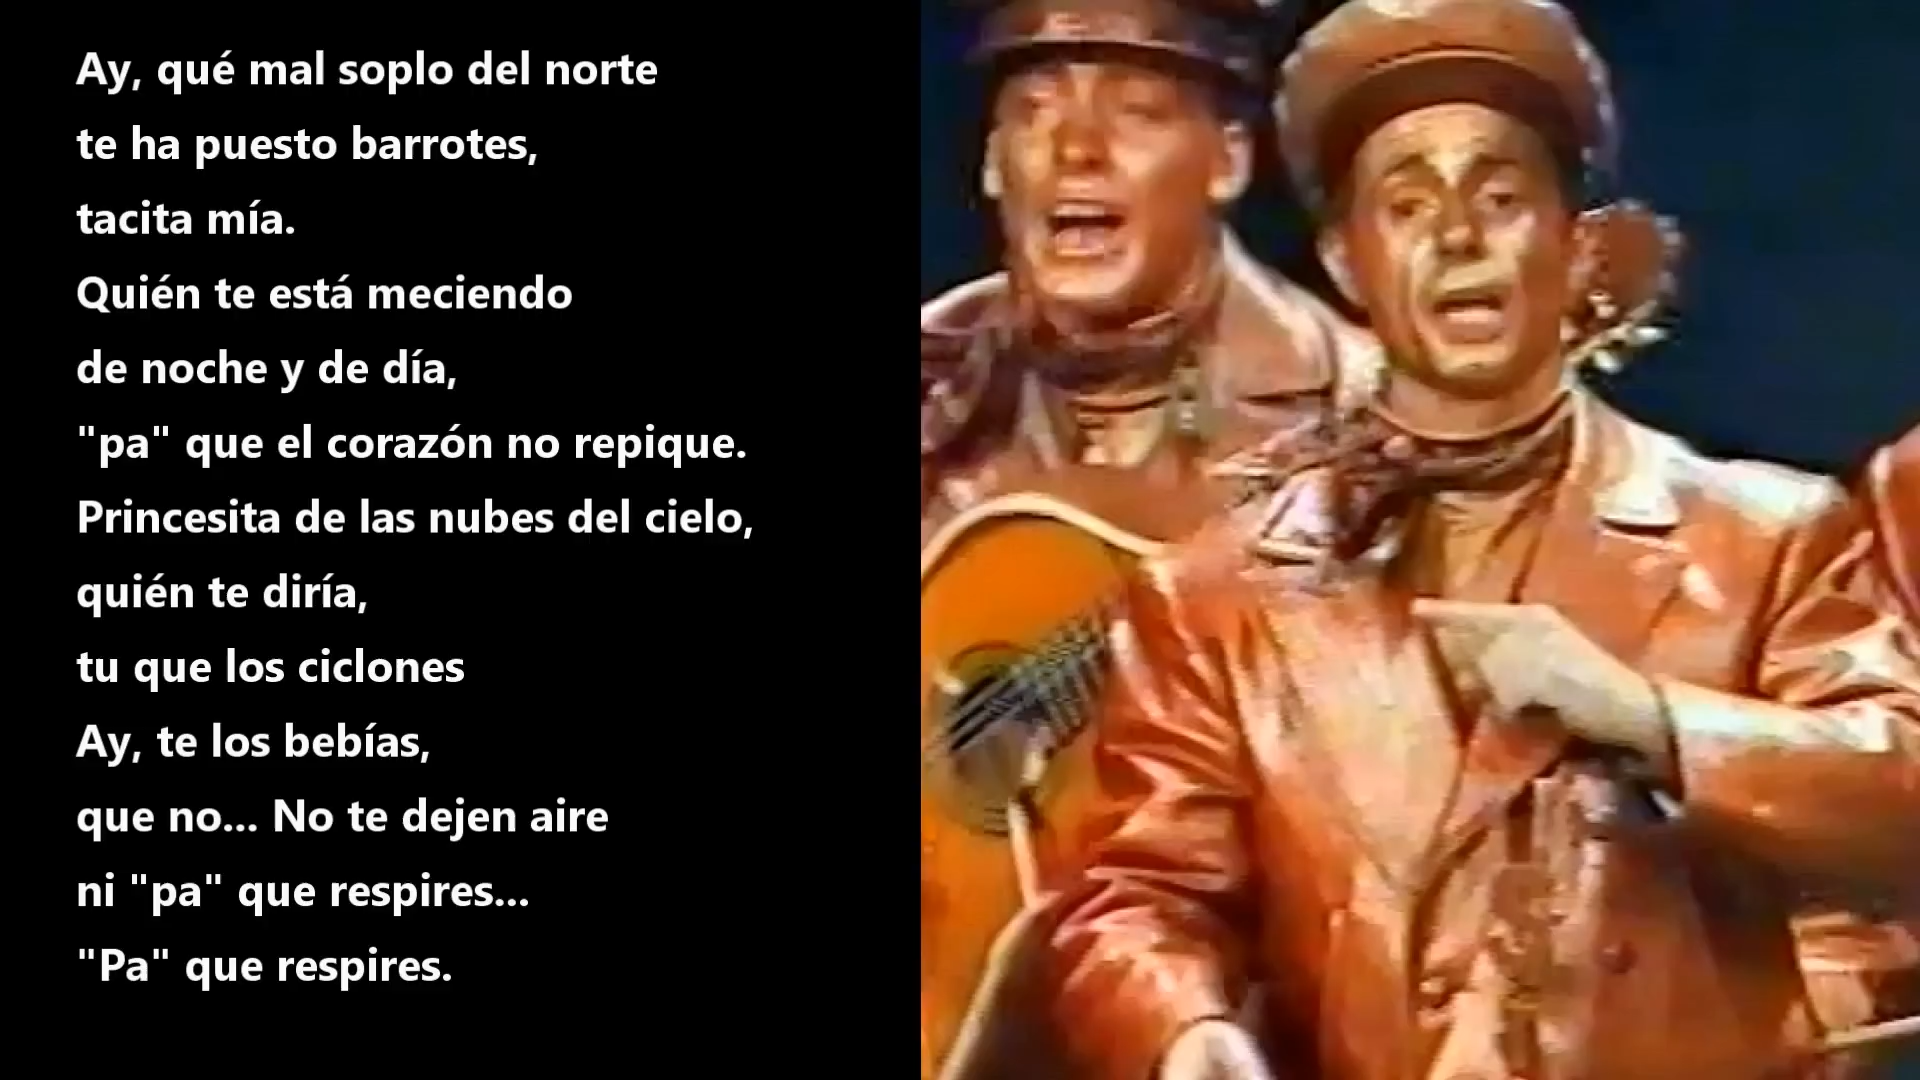 Ay, qué mal soplo del norte
te ha puesto barrotes,
tacita mía.
Quién te está meciendo
de noche y de día,
"pa" que el corazón no repique.
Princesita de las nubes del cielo,
quién te diría,
tu que los ciclones
Ay, te los bebías,
que no... No te dejen aire
ni "pa" que respires...
"Pa" que respires.